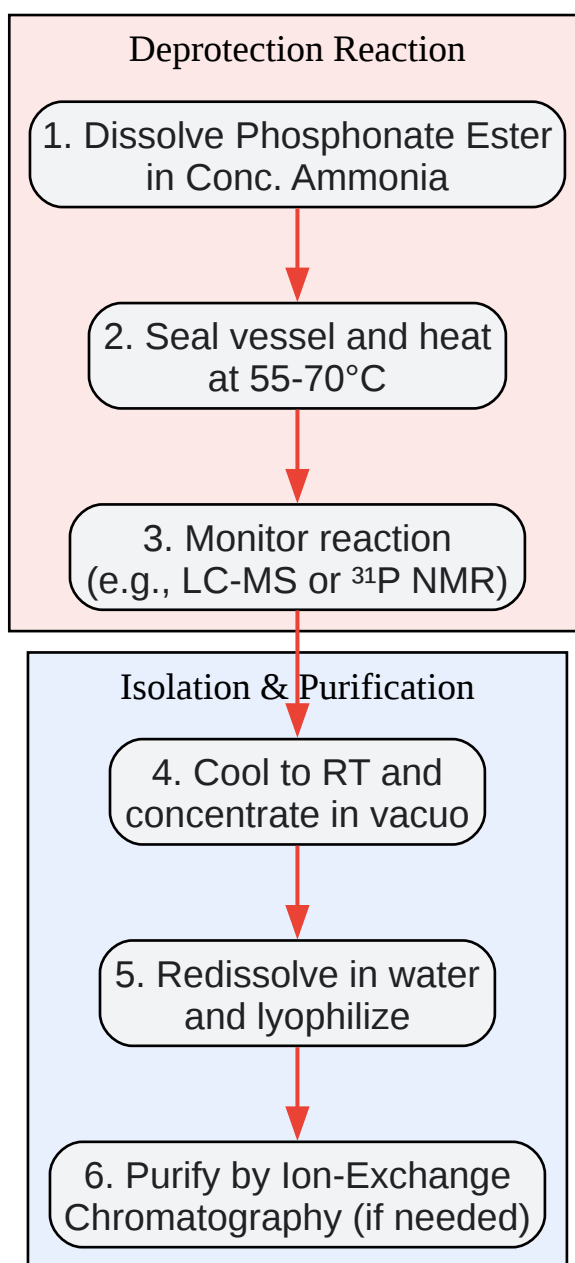 Deprotection Reaction
1. Dissolve Phosphonate Ester
in Conc. Ammonia
2. Seal vessel and heat
at 55-70°C
3. Monitor reaction
(e.g., LC-MS or ³¹P NMR)
Isolation & Purification
4. Cool to RT and
concentrate in vacuo
5. Redissolve in water
and lyophilize
6. Purify by Ion-Exchange
Chromatography (if needed)